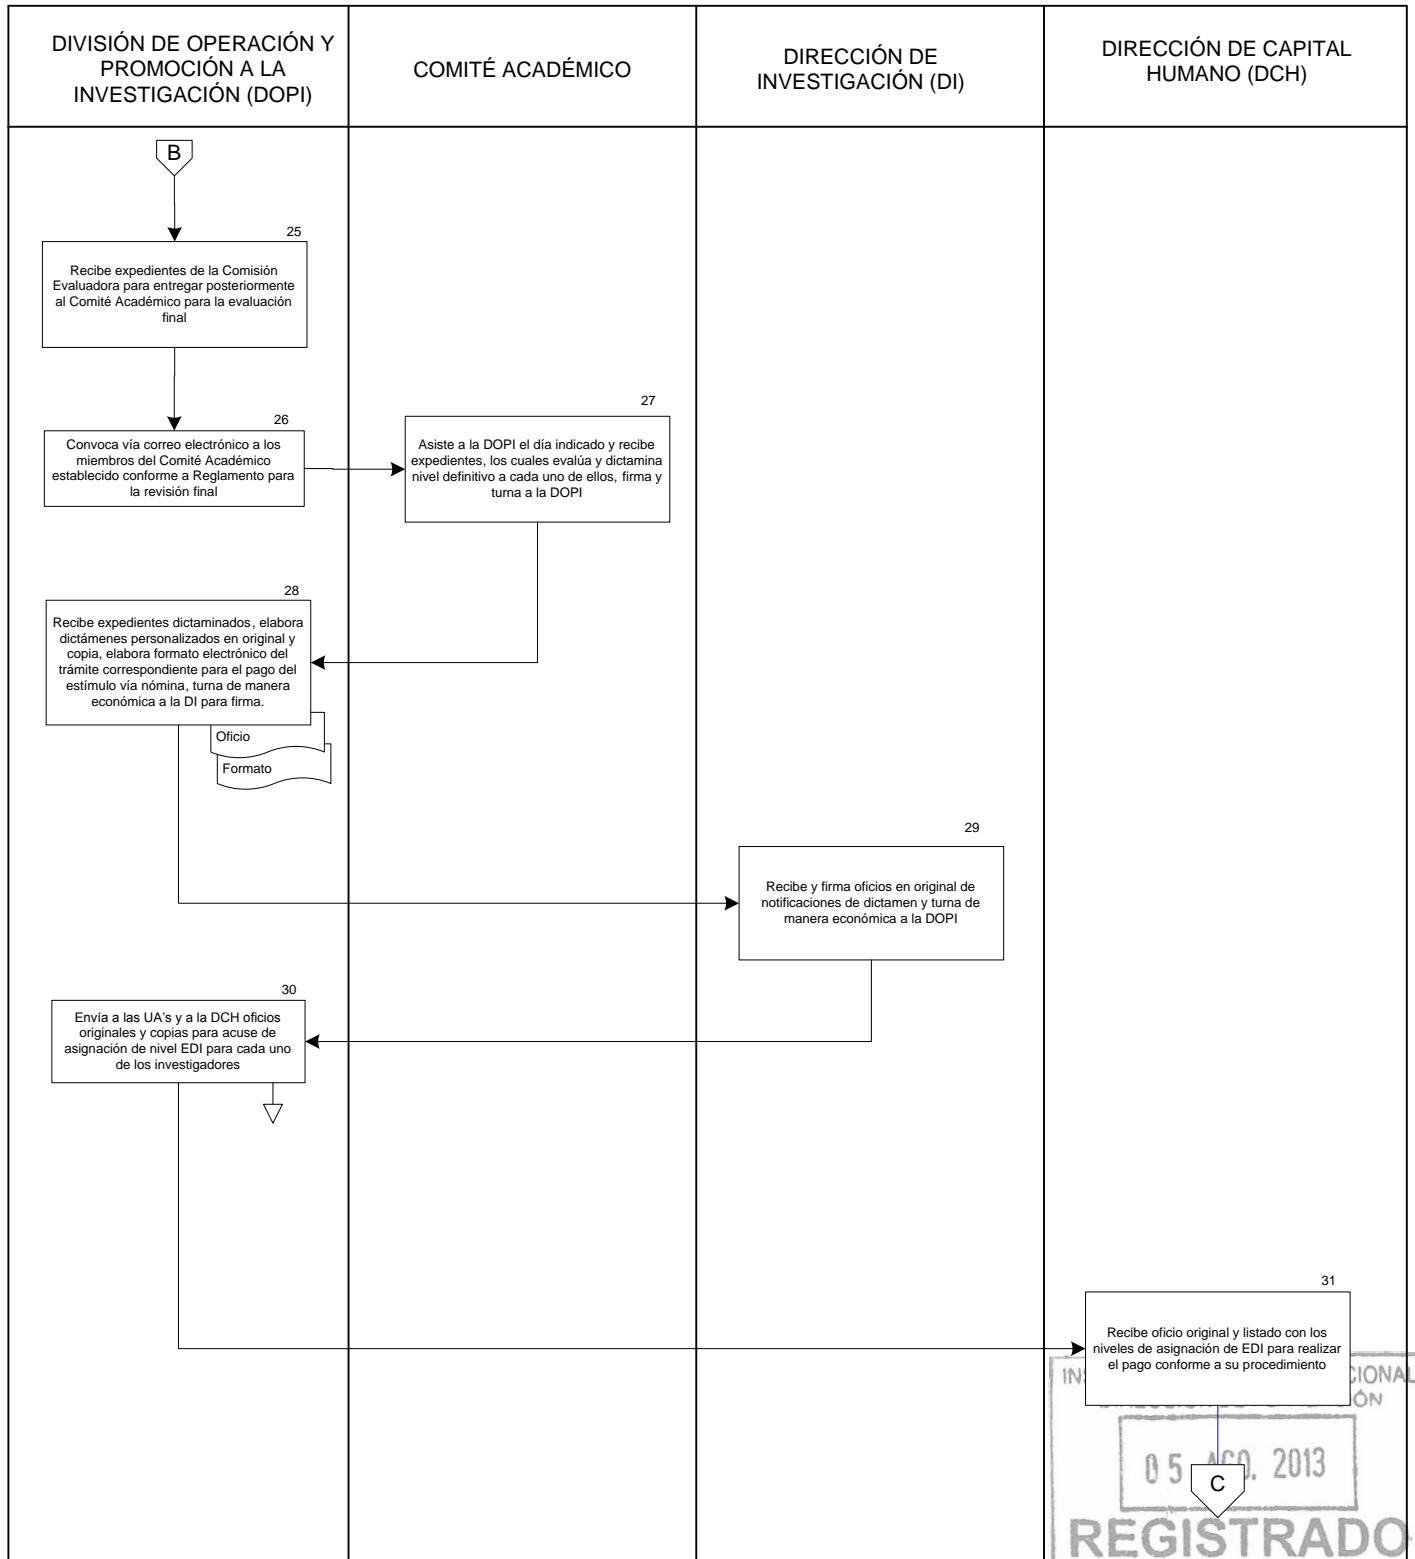 DIVISIÓN DE OPERACIÓN Y
PROMOCIÓN A LA
INVESTIGACIÓN (DOPI)
COMITÉ ACADÉMICO
DIRECCIÓN DE
INVESTIGACIÓN (DI)
DIRECCIÓN DE CAPITAL
HUMANO (DCH)
B
25
Recibe expedientes de la Comisión
Evaluadora para entregar posteriormente
al Comité Académico para la evaluación
final
26
Convoca vía correo electrónico a los
miembros del Comité Académico
establecido conforme a Reglamento para
la revisión final
27
Asiste a la DOPI el día indicado y recibe
expedientes, los cuales evalúa y dictamina
nivel definitivo a cada uno de ellos, firma y
turna a la DOPI
28
Recibe expedientes dictaminados, elabora
dictámenes personalizados en original y
copia, elabora formato electrónico del
trámite correspondiente para el pago del
estímulo vía nómina, turna de manera
económica a la DI para firma.
Oficio
Formato
29
Recibe y firma oficios en original de
notificaciones de dictamen y turna de
manera económica a la DOPI
30
Envía a las UA's y a la DCH oficios
originales y copias para acuse de
asignación de nivel EDI para cada uno
de los investigadores
31
Recibe oficio original y listado con los
niveles de asignación de EDI para realizar
el pago conforme a su procedimiento
05 AGO. 2013
C
REGISTRADO